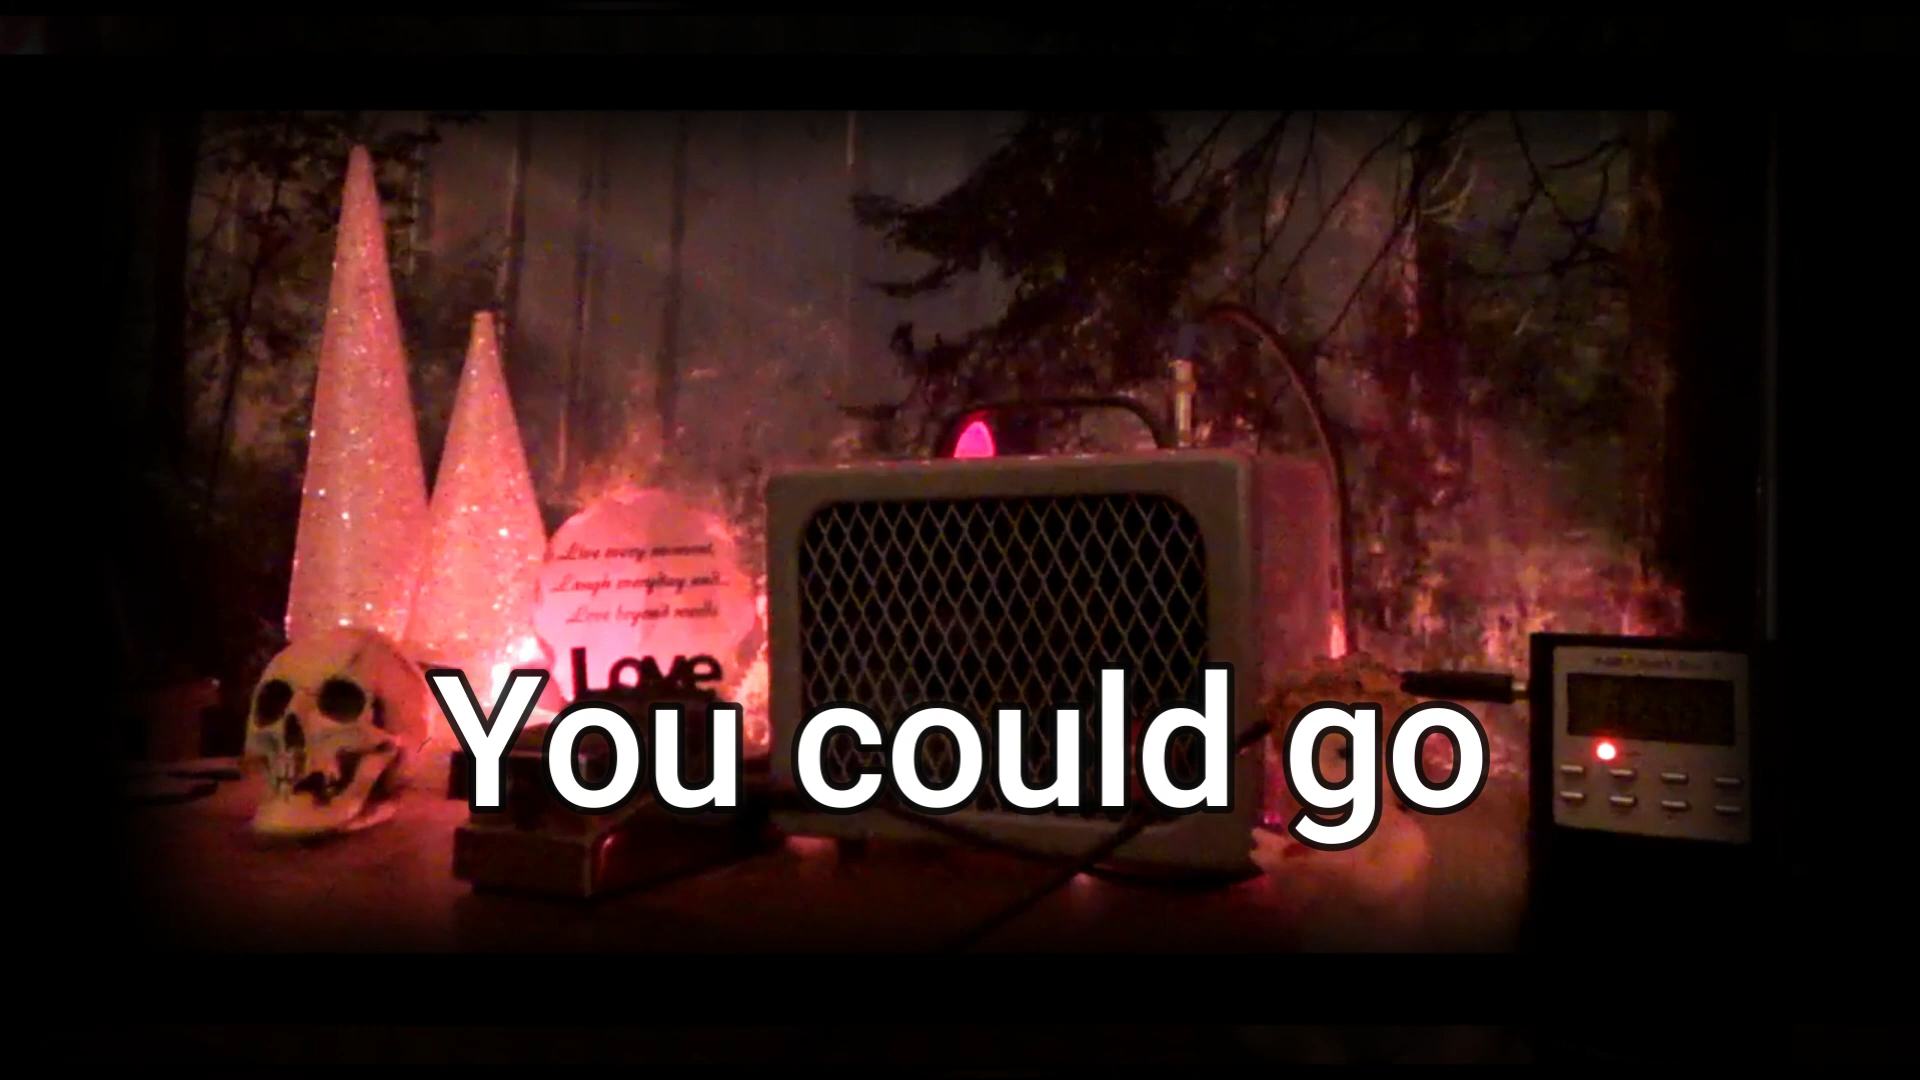 Live every moment,
Laugh everyday and...
Love beyond words
Love
You could go